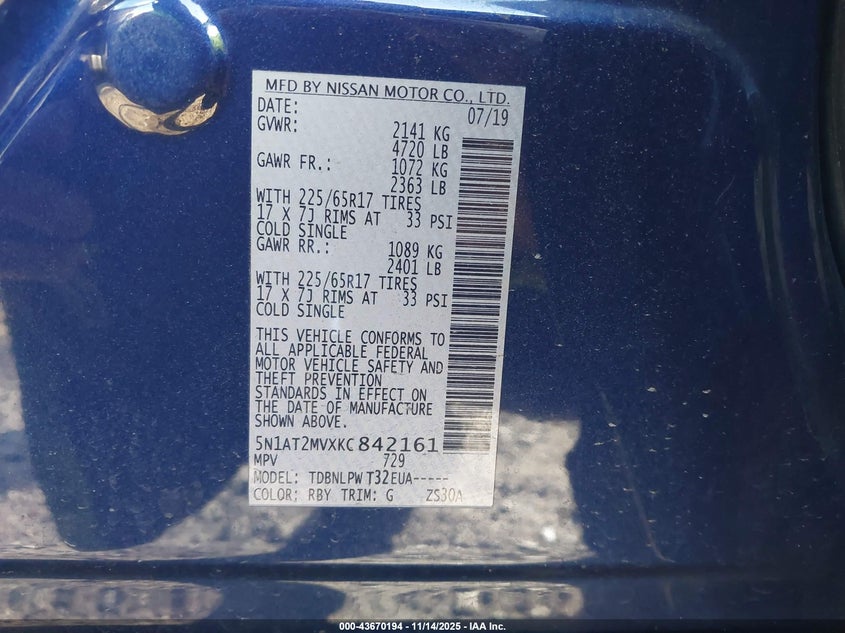 MFD BY NISSAN MOTOR CO., LTD.
DATE: 07/19
GVWR: 2141 KG
4720 LB
GAWR FR.: 1072 KG
2363 LB
WITH 225/65R17 TIRES
17 X 7J RIMS AT 33 PSI
COLD SINGLE
GAWR RR.: 1089 KG
2401 LB
WITH 225/65R17 TIRES
17 X 7J RIMS AT 33 PSI
COLD SINGLE
THIS VEHICLE CONFORMS TO
ALL APPLICABLE FEDERAL
MOTOR VEHICLE SAFETY AND
THEFT PREVENTION
STANDARDS IN EFFECT ON
THE DATE OF MANUFACTURE
SHOWN ABOVE.
5N1AT2MVXKC842161
MPV 729
MODEL: TDBNLPW T32EUA-----
COLOR: RBY TRIM: G ZS30A
000-43670194 - 11/14/2025 - IAA Inc.